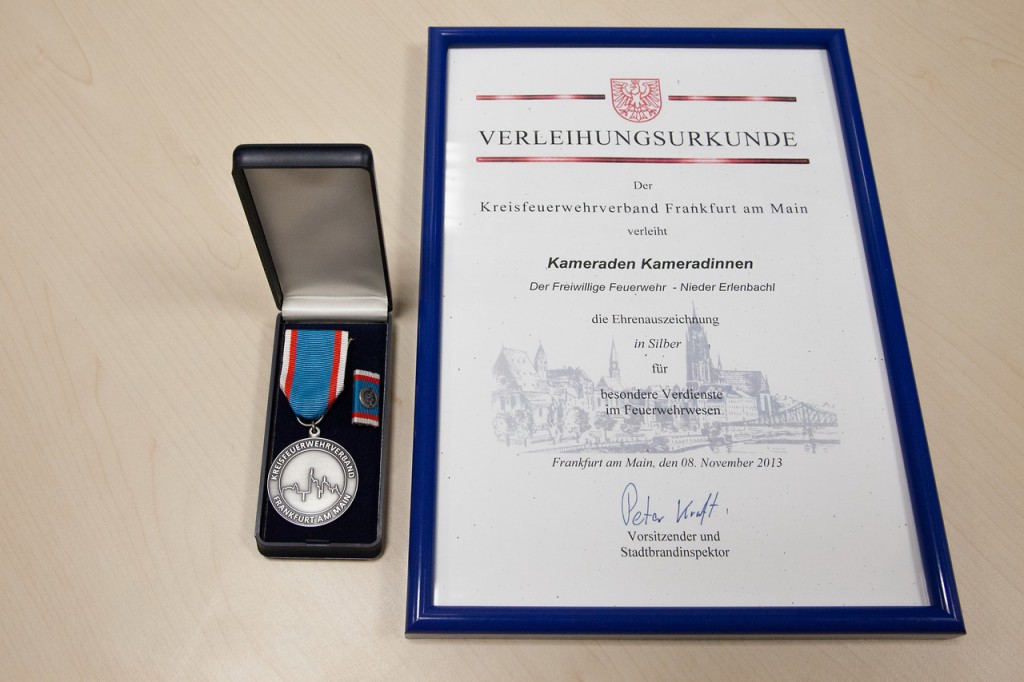 VERLEIHUNGSURKUNDE
Der
Kreisfeuerwehrverband Frankfurt am Main
verleiht
Kameraden Kameradinnen
Der Freiwillige Feuerwehr - Nieder Erlenbachl
die Ehrenauszeichnung
in Silber
für
besondere Verdienste
im Feuerwehrwesen
Frankfurt am Main, den 08. November 2013
Peter Kraft
Vorsitzender und
Stadtbrandinspektor
KREISFEUERWEHRVERBAND
FRANKFURT AM MAIN